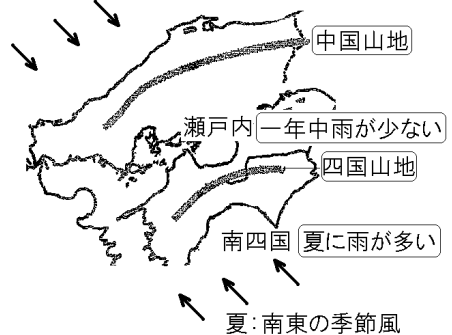 中国山地
瀬戸内 一年中雨が少ない
四国山地
南四国 夏に雨が多い
夏:南東の季節風